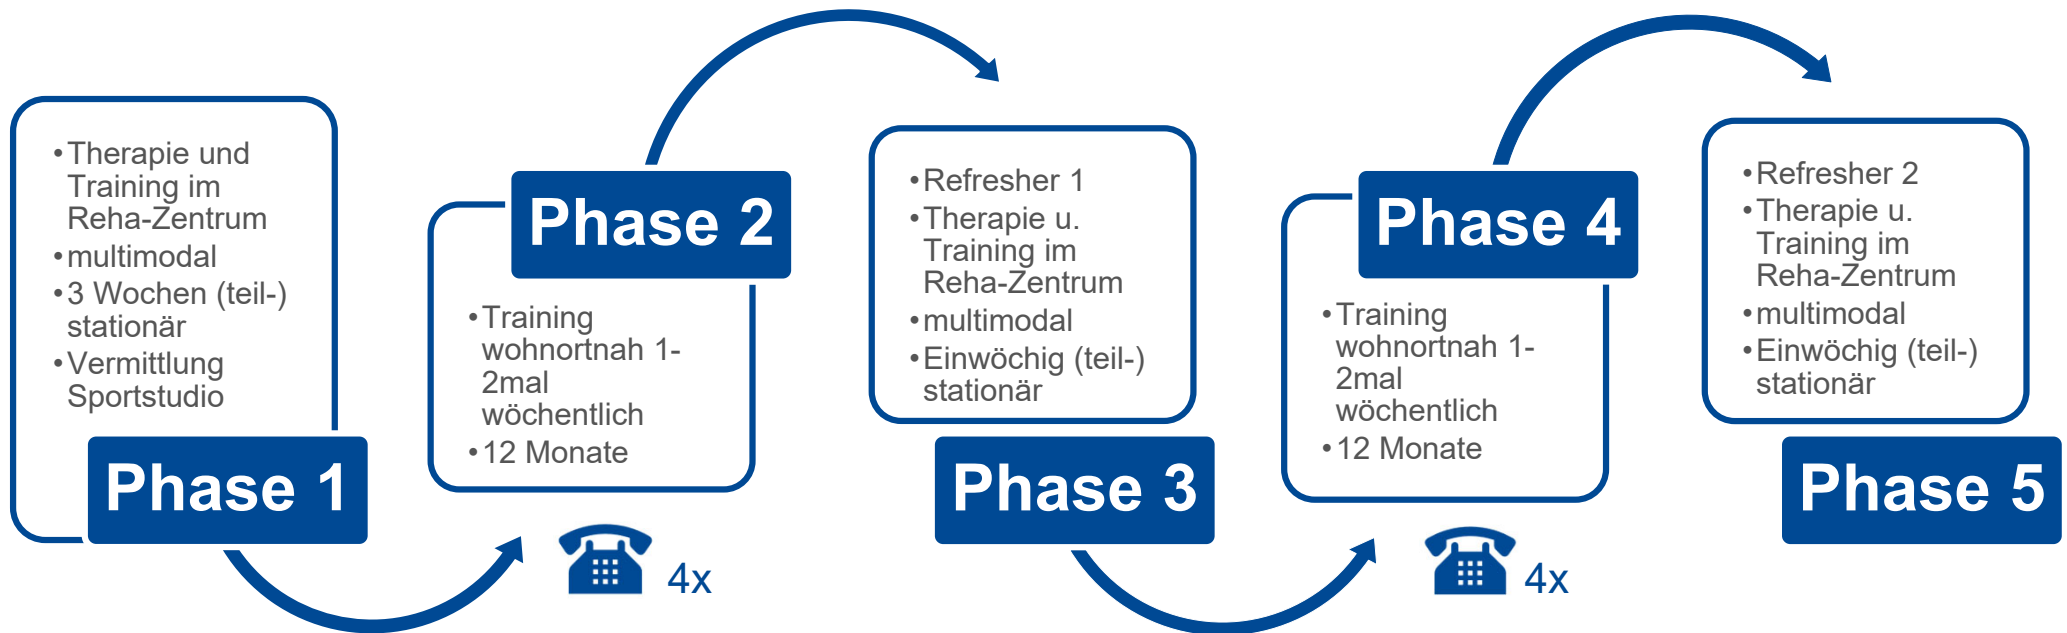 •Therapie und
Training im
Reha-Zentrum
•multimodal
•3 Wochen (teil-)
stationär
•Vermittlung
Sportstudio
Phase 1
Phase 2
•Training
wohnortnah 1-
2mal
wöchentlich
•12 Monate
4x
•Refresher 1
•Therapie u.
Training im
Reha-Zentrum
•multimodal
•Einwöchig (teil-)
stationär
Phase 3
Phase 4
•Training
wohnortnah 1-
2mal
wöchentlich
•12 Monate
4x
•Refresher 2
•Therapie u.
Training im
Reha-Zentrum
•multimodal
•Einwöchig (teil-)
stationär
Phase 5